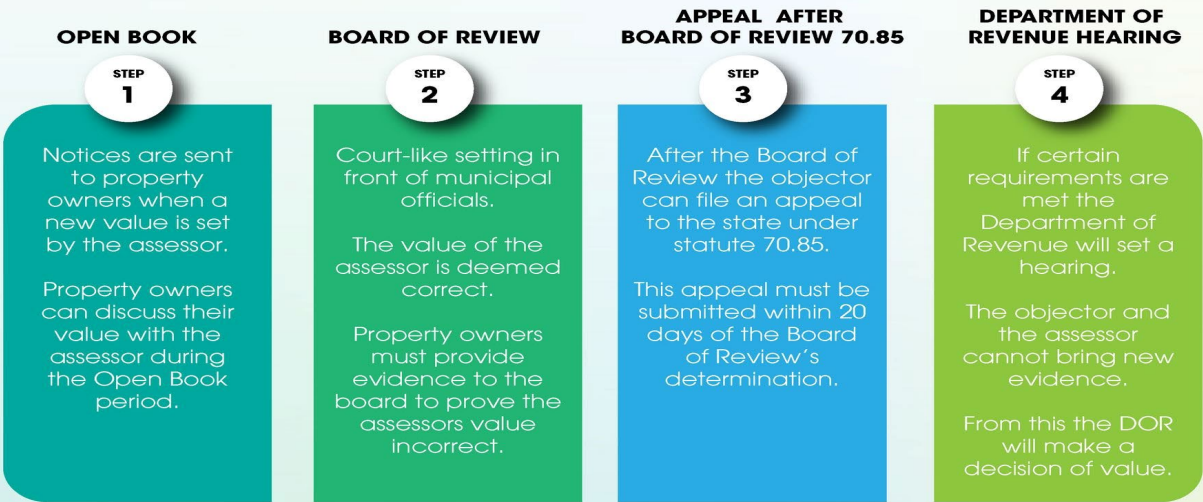 OPEN BOOK
STEP
1
Notices are sent
to property
owners when a
new value is set
by the assessor.
Property owners
can discuss their
value with the
assessor during
the Open Book
period.
BOARD OF REVIEW
STEP
2
Court-like setting in
front of municipal
officials.
The value of the
assessor is deemed
correct.
Property owners
must provide
evidence to the
board to prove the
assessors value
incorrect.
APPEAL AFTER
BOARD OF REVIEW 70.85
STEP
3
After the Board of
Review the objector
can file an appeal
to the state under
statute 70.85.
This appeal must be
submitted within 20
days of the Board
of Review's
determination.
DEPARTMENT OF
REVENUE HEARING
STEP
4
If certain
requirements are
met the
Department of
Revenue will set a
hearing.
The objector and
the assessor
cannot bring new
evidence.
From this the DOR
will make a
decision of value.